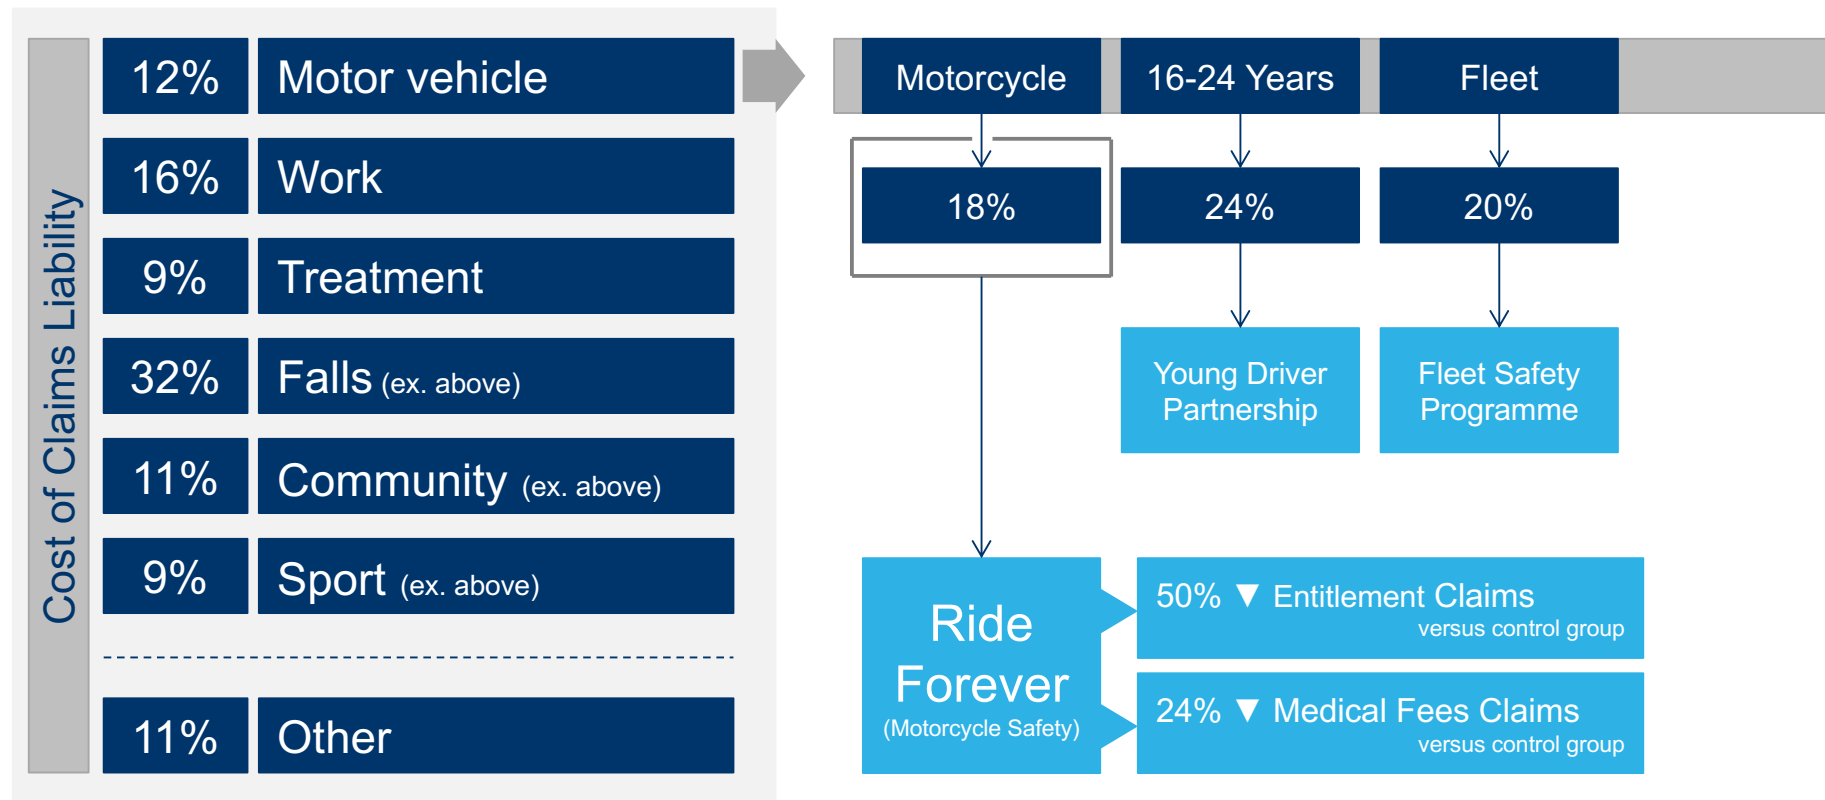 Cost of Claims Liability
12% Motor vehicle
16% Work
9% Treatment
32% Falls (ex. above)
11% Community (ex. above)
9% Sport (ex. above)
11% Other
Motorcycle 16-24 Years Fleet
18% 24% 20%
Young Driver
Partnership
Fleet Safety
Programme
Ride
Forever
(Motorcycle Safety)
50% ▼ Entitlement Claims
versus control group
24% ▼ Medical Fees Claims
versus control group